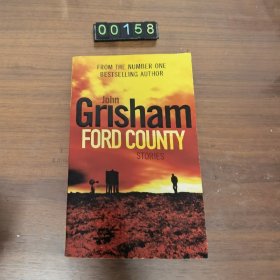 00158
FROM THE NUMBER ONE
BESTSELLING AUTHOR
John
Grisham
FORD COUNTY
STORIES